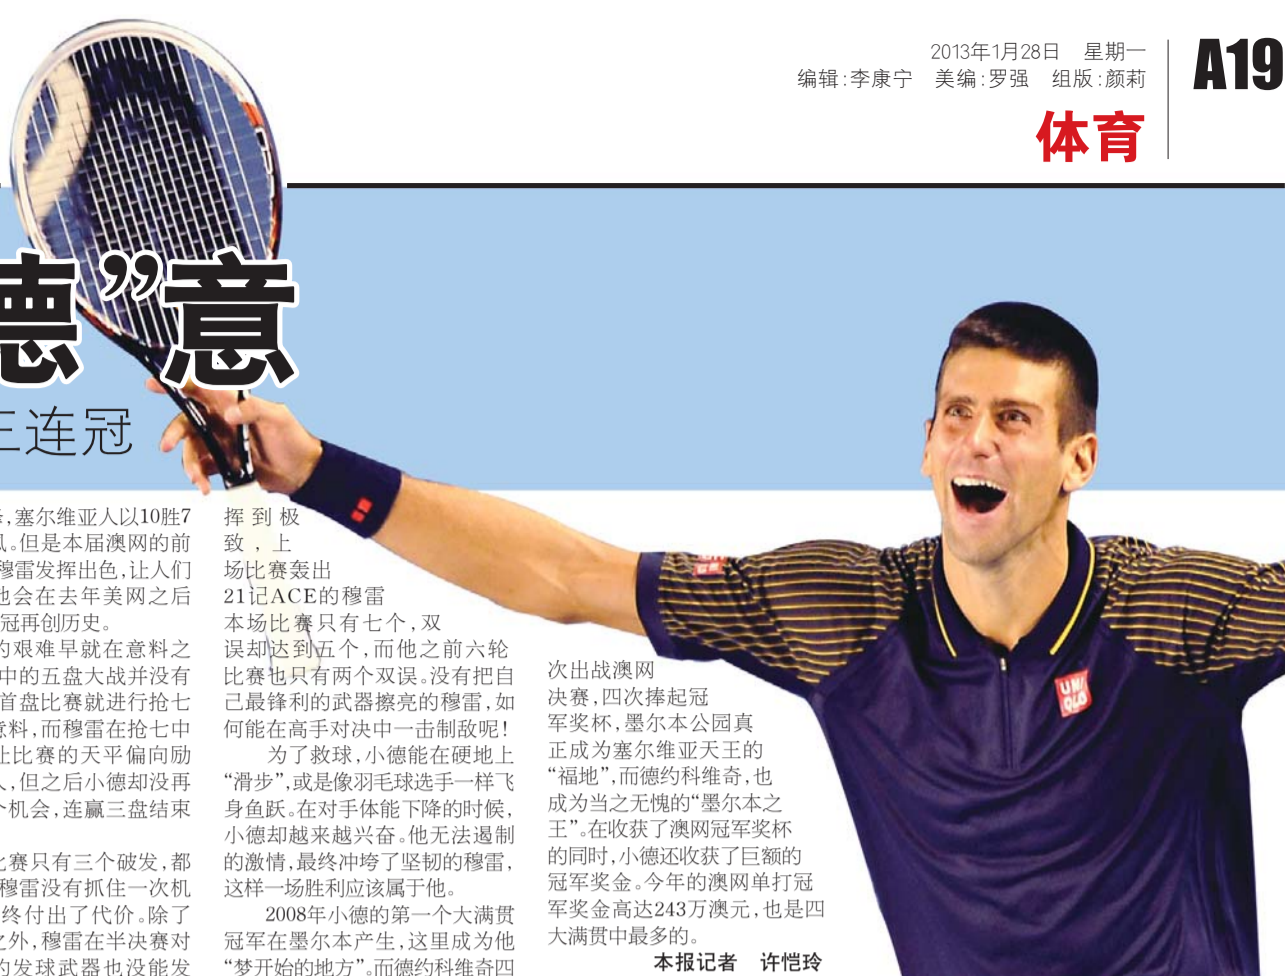 2013年1月28日 星期一
编辑:李康宁 美编:罗强 组版:颜莉
A19
体育
德”意
三连冠
,塞尔维亚人以10胜7
。但是本届澳网的前
穆雷发挥出色,让人们
他会在去年美网之后
冠再创历史。
的艰难早就在意料之
中的五盘大战并没有
首盘比赛就进行抢七
意料,而穆雷在抢七中
让比赛的天平偏向励
,但之后小德却没再
个机会,连赢三盘结束
比赛只有三个破发,都
穆雷没有抓住一次机
终付出了代价。除了
之外,穆雷在半决赛对
的发球武器也没能发
挥到极
致,上
场比赛轰出
21记ACE的穆雷
本场比赛只有七个,双
误却达到五个,而他之前六轮
比赛也只有两个双误。没有把自
己最锋利的武器擦亮的穆雷,如
何能在高手对决中一击制敌呢!
为了救球,小德能在硬地上
“滑步”,或是像羽毛球选手一样飞
身鱼跃。在对手体能下降的时候,
小德却越来越兴奋。他无法遏制
的激情,最终冲垮了坚韧的穆雷,
这样一场胜利应该属于他。
2008年小德的第一个大满贯
冠军在墨尔本产生,这里成为他
“梦开始的地方”。而德约科维奇四
次出战澳网
决赛,四次捧起冠
军奖杯,墨尔本公园真
正成为塞尔维亚天王的
“福地”,而德约科维奇,也
成为当之无愧的“墨尔本之
王”。在收获了澳网冠军奖杯
的同时,小德还收获了巨额的
冠军奖金。今年的澳网单打冠
军奖金高达243万澳元,也是四
大满贯中最多的。
本报记者 许恺玲
UNI
QLO